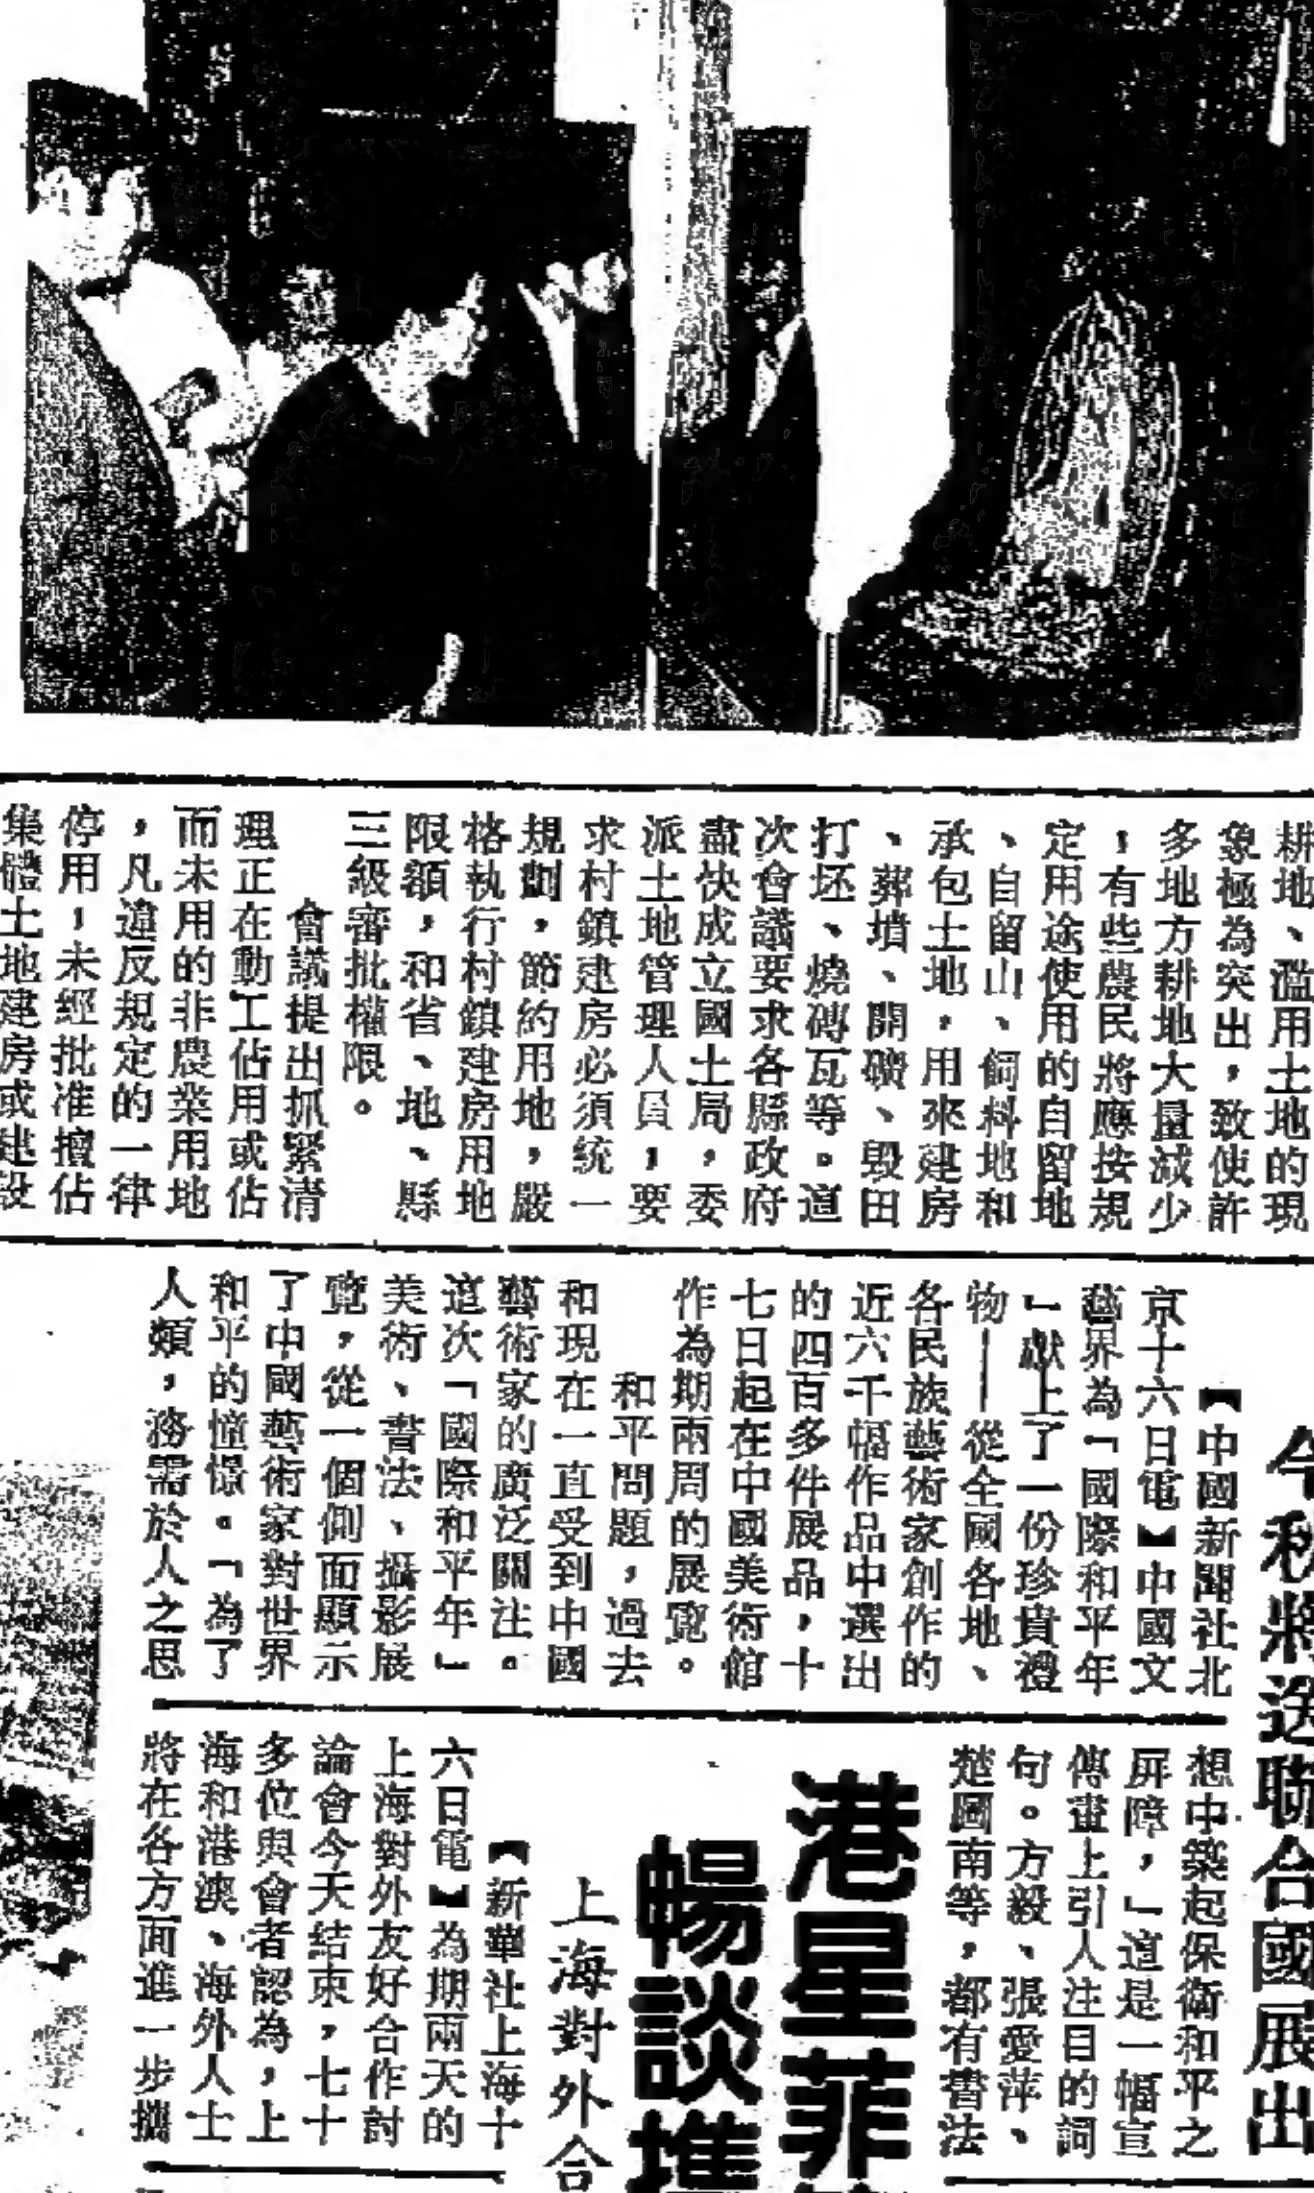 耕地、濫用土地的現
象極為突出，致使許
多地方耕地大量減少
，有些農民將應按規
定用途使用的自留地
、自留山、飼料地和
承包土地，用來建房
、葬墳、開礦、毀田
打坯、燒磚瓦等。這
次會議要求各縣政府
盡快成立國土局，委
派土地管理人員，要
求村鎮建房必須統一
規劃，節約用地，嚴
格執行村鎮建房用地
限額，和省、地、縣
三級審批權限。
會議提出抓緊清
理正在動工佔用或佔
而未用的非農業用地
，凡違反規定的一律
停用，未經批准擅佔
集體土地建房或建設
今秋將送聯合國展出
【中國新聞社北
京十六日電】中國文
藝界為「國際和平年
」獻上了一份珍貴禮
物——從全國各地、
各民族藝術家創作的
近六千幅作品中選出
的四百多件展品，十
七日起在中國美術館
作為期兩周的展覽。
和平問題，過去
和現在一直受到中國
藝術家的廣泛關注。
這次「國際和平年」
美術、書法、攝影展
覽，從一個側面顯示
了中國藝術家對世界
和平的憧憬。「為了
人類，務需於人之思
想中築起保衛和平之
屏障，」這是一幅宣
傳畫上引人注目的詞
句。方毅、張愛萍、
楚圖南等，都有書法
港星菲
暢談携
上海對外合
【新華社上海十
六日電】為期兩天的
上海對外友好合作討
論會今天結束，七十
多位與會者認為，上
海和港澳、海外人士
將在各方面進一步攜